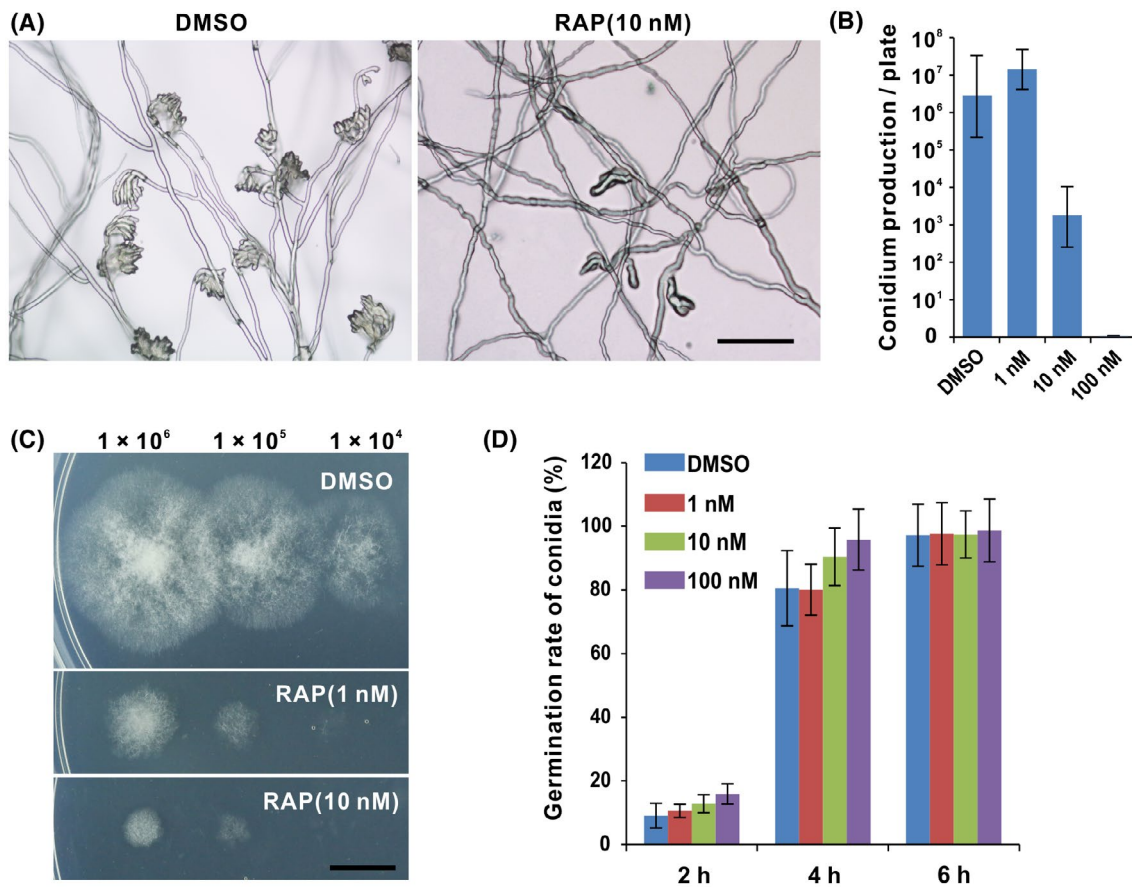 (A)
DMSO
RAP(10 nM)
(B)
Conidium production / plate
10⁸
10⁷
10⁶
10⁵
10⁴
10³
10²
10¹
0
DMSO
1 nM
10 nM
100 nM
(C)
1 × 10⁶ 1 × 10⁵ 1 × 10⁴
DMSO
RAP(1 nM)
RAP(10 nM)
(D)
Germination rate of conidia (%)
120
100
80
60
40
20
0
DMSO
1 nM
10 nM
100 nM
2 h 4 h 6 h